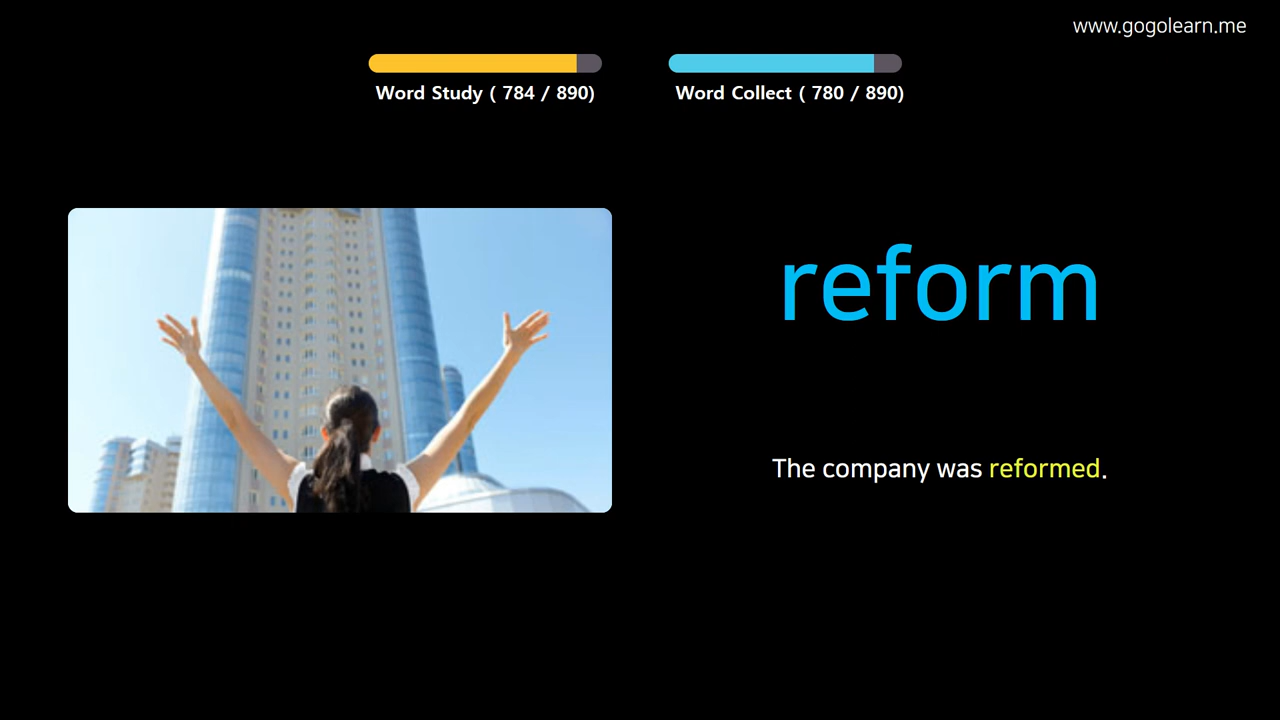 www.gogolearn.me
Word Study ( 784 / 890)
Word Collect ( 780 / 890)
reform
The company was reformed.